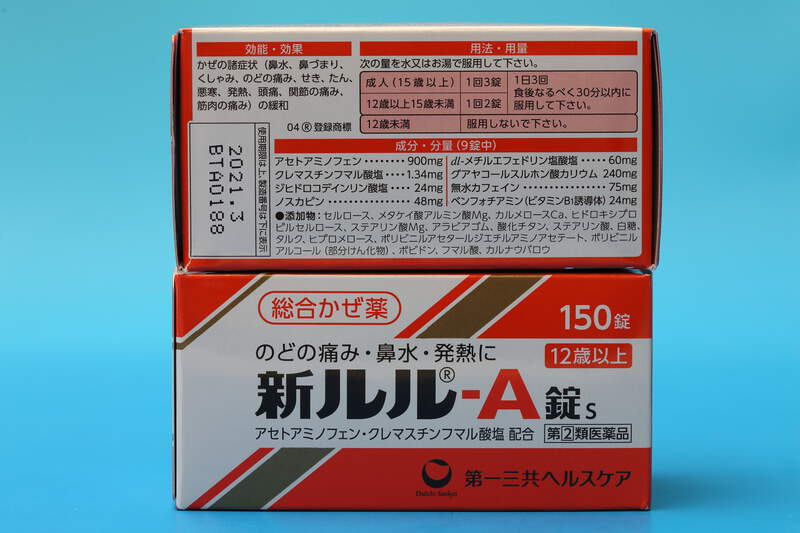 効能・効果
かぜの諸症状(鼻水、鼻づまり、
くしゃみ、のどの痛み、せき、たん、
悪寒、発熱、頭痛、関節の痛み、
筋肉の痛み)の緩和
04 ® 登録商標
用法・用量
次の量を水又はお湯で服用して下さい。
成人(15歳以上) 1回3錠 1日3回
食後なるべく30分以内に
服用して下さい。
12歳以上15歳未満 1回2錠
12歳未満 服用しないで下さい。
使用期限は上、製造番号は下に表示
2021.3
BTA0188
成分・分量(9錠中)
アセトアミノフェン・・・・・・・・900mg
クレマスチンフマル酸塩・・・1.34mg
ジヒドロコデインリン酸塩・・・・24mg
ノスカピン・・・・・・・・・・・・48mg
dl-メチルエフェドリン塩酸塩・・・・・60mg
グアヤコールスルホン酸カリウム 240mg
無水カフェイン・・・・・・・・・・・75mg
ベンフォチアミン(ビタミンB₁誘導体) 24mg
●添加物:セルロース、メタケイ酸アルミン酸Mg、カルメロースCa、ヒドロキシプロ
ピルセルロース、ステアリン酸Mg、アラビアゴム、酸化チタン、ステアリン酸、白糖、
タルク、ヒプロメロース、ポリビニルアセタールジエチルアミノアセテート、ポリビニル
アルコール(部分けん化物)、ポビドン、フマル酸、カルナウバロウ
総合かぜ薬
150錠
のどの痛み・鼻水・発熱に
12歳以上
新ルル®-A錠s
アセトアミノフェン・クレマスチンフマル酸塩 配合
第②類医薬品
Daiichi-Sankyo
第一三共ヘルスケア